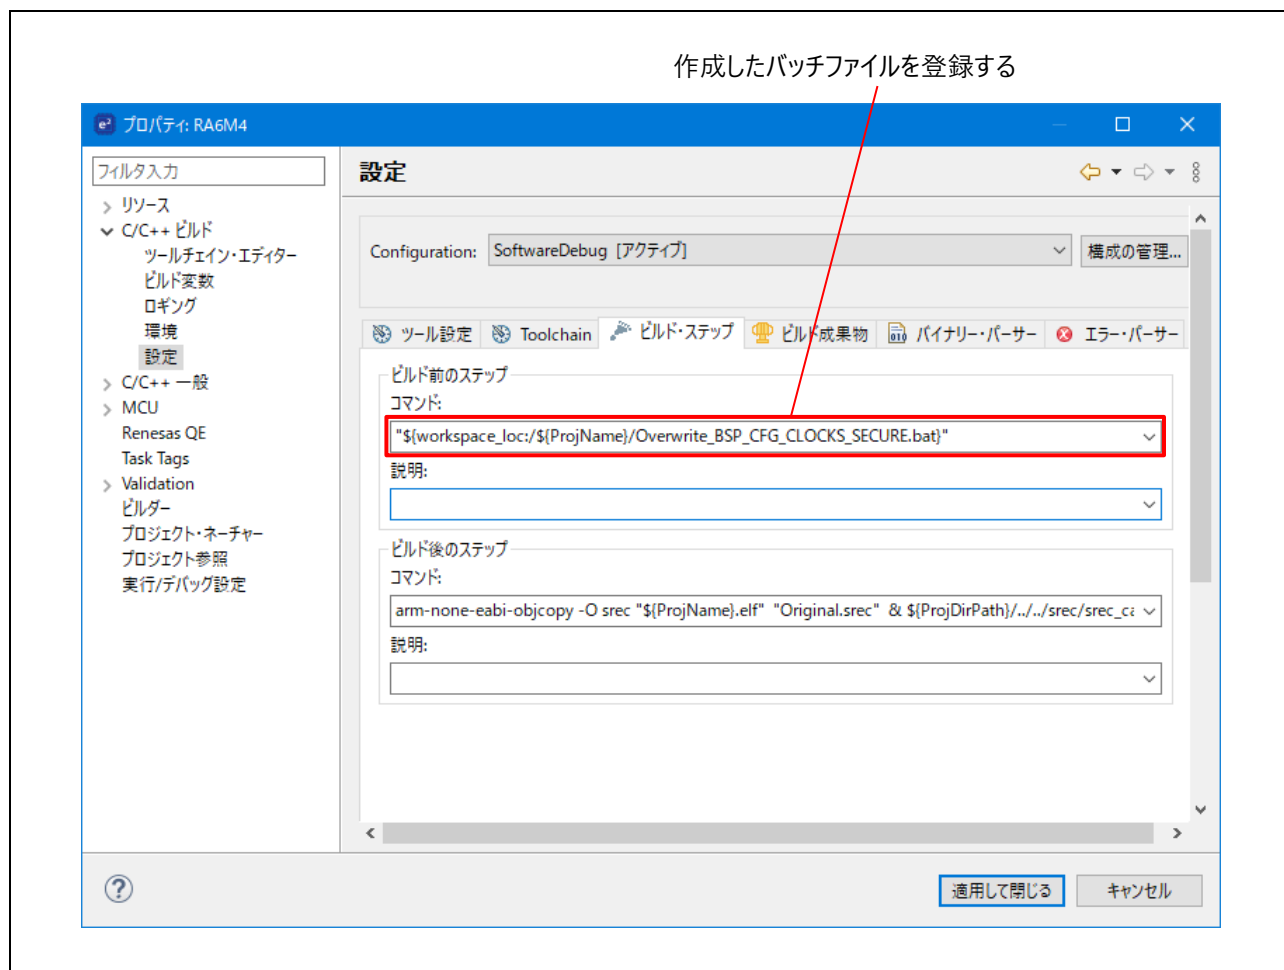 作成したバッチファイルを登録する
e² プロパティ: RA6M4
フィルタ入力
リソース
C/C++ ビルド
ツールチェイン・エディター
ビルド変数
ロギング
環境
設定
C/C++ 一般
MCU
Renesas QE
Task Tags
Validation
ビルダー
プロジェクト・ネーチャー
プロジェクト参照
実行/デバッグ設定
設定
Configuration: SoftwareDebug [アクティブ] 構成の管理...
ツール設定 Toolchain ビルド・ステップ ビルド成果物 バイナリー・パーサー エラー・パーサー
ビルド前のステップ
コマンド:
"${workspace_loc:/${ProjName}/Overwrite_BSP_CFG_CLOCKS_SECURE.bat}"
説明:
ビルド後のステップ
コマンド:
arm-none-eabi-objcopy -O srec "${ProjName}.elf" "Original.srec" & ${ProjDirPath}/../../srec/srec_ca
説明:
適用して閉じる キャンセル